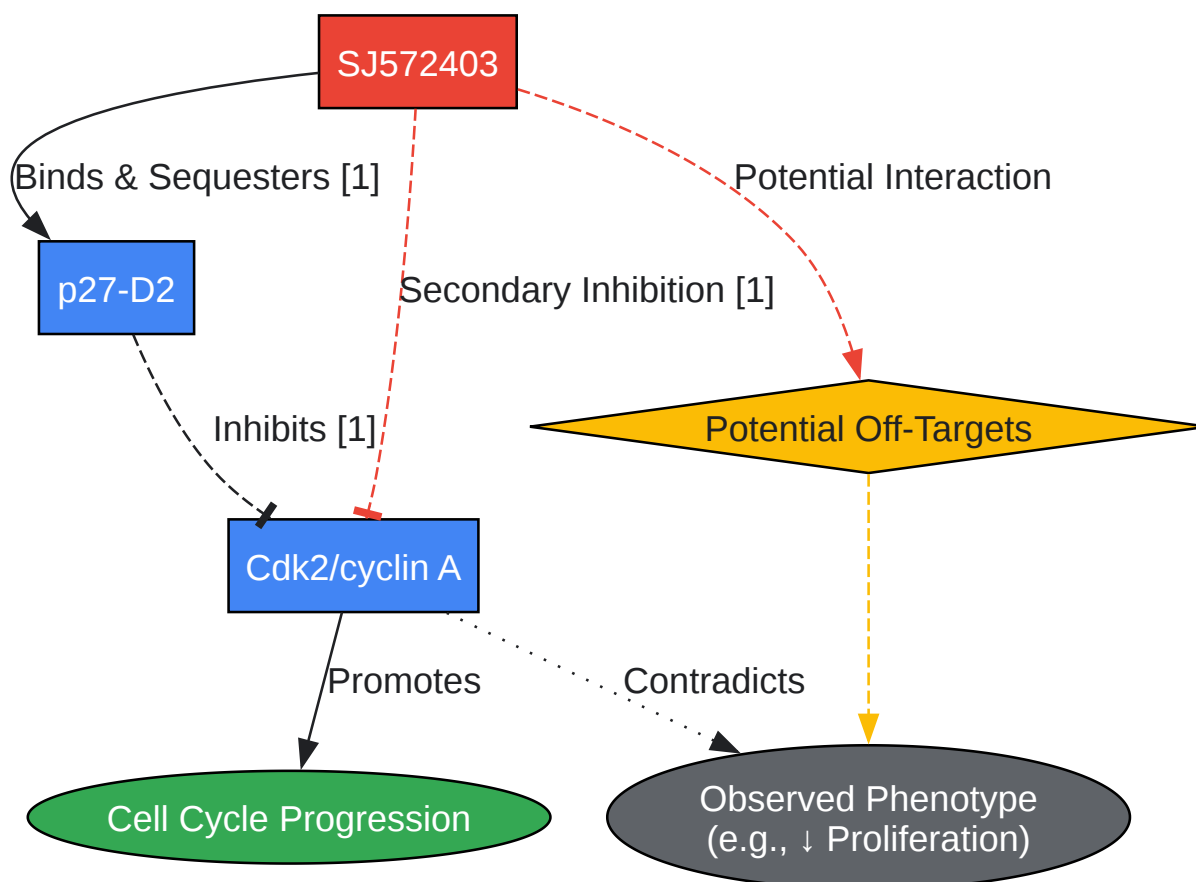 SJ572403
Binds & Sequesters [1]
Potential Interaction
p27-D2
Secondary Inhibition [1]
Inhibits [1]
Potential Off-Targets
Cdk2/cyclin A
Promotes
Contradicts
Cell Cycle Progression
Observed Phenotype
(e.g., ↓ Proliferation)